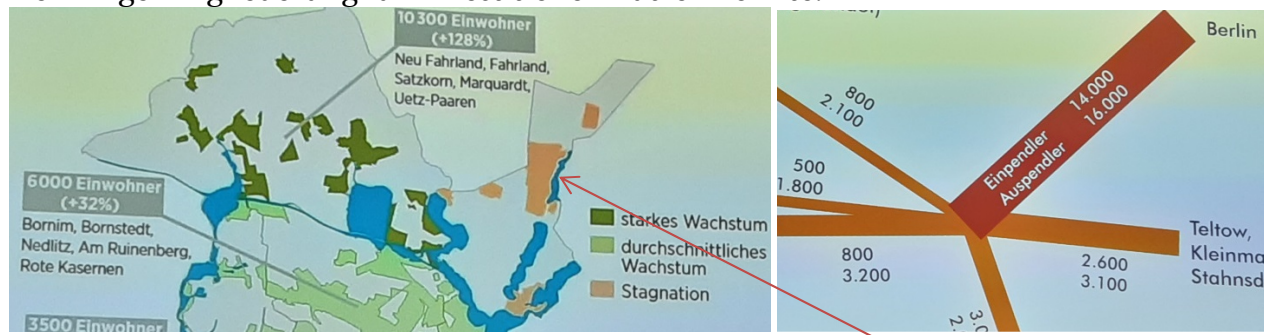 10 300 Einwohner
(+128%)
Neu Fahrland, Fahrland,
Satzkorn, Marquardt,
Uetz-Paaren
6000 Einwohner
(+32%)
Bornim, Bornstedt,
Nedlitz, Am Ruinenberg,
Rote Kasernen
3500 Einwohner
starkes Wachstum
durchschnittliches
Wachstum
Stagnation
Berlin
14.000
16.000
Einpendler
Auspendler
800
2.100
500
1.800
800
3.200
2.600
3.100
Teltow,